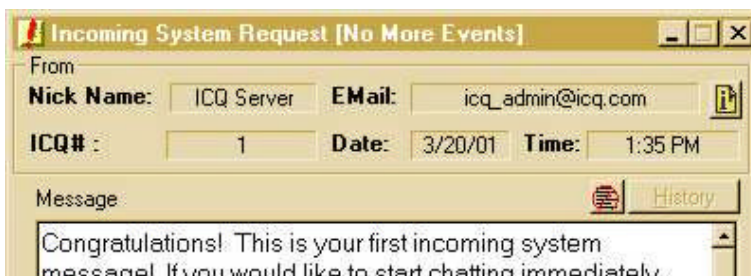 Incoming System Request [No More Events]
From
Nick Name: ICQ Server EMail: icq_admin@icq.com
ICQ# : 1 Date: 3/20/01 Time: 1:35 PM
Message History
Congratulations! This is your first incoming system
message! If you would like to start chatting immediately